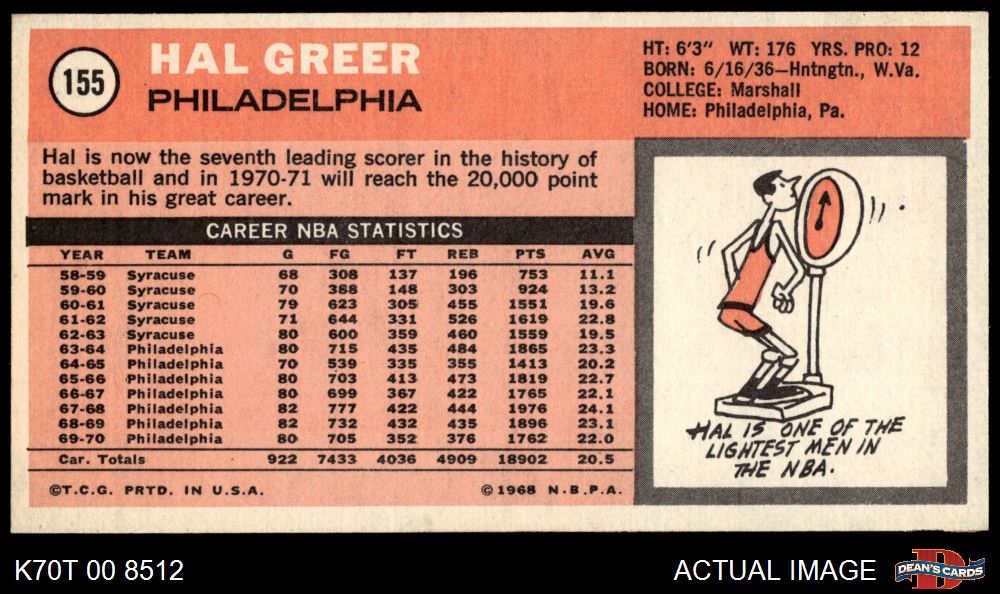 155
HAL GREER
PHILADELPHIA
HT: 6'3" WT: 176 YRS. PRO: 12
BORN: 6/16/36—Hntngtn., W.Va.
COLLEGE: Marshall
HOME: Philadelphia, Pa.
Hal is now the seventh leading scorer in the history of
basketball and in 1970-71 will reach the 20,000 point
mark in his great career.
CAREER NBA STATISTICS
YEAR TEAM G FG FT REB PTS AVG
58-59 Syracuse 68 308 137 196 753 11.1
59-60 Syracuse 70 388 148 303 924 13.2
60-61 Syracuse 79 623 305 455 1551 19.6
61-62 Syracuse 71 644 331 526 1619 22.8
62-63 Syracuse 80 600 359 460 1559 19.5
63-64 Philadelphia 80 715 435 484 1865 23.3
64-65 Philadelphia 70 539 335 355 1413 20.2
65-66 Philadelphia 80 703 413 473 1819 22.7
66-67 Philadelphia 80 699 367 422 1765 22.1
67-68 Philadelphia 82 777 422 444 1976 24.1
68-69 Philadelphia 82 732 432 435 1896 23.1
69-70 Philadelphia 80 705 352 376 1762 22.0
Car. Totals 922 7433 4036 4909 18902 20.5
©T.C.G. PRTD. IN U.S.A. ©1968 N.B.P.A.
HAL IS ONE OF THE
LIGHTEST MEN IN
THE NBA.
K70T 00 8512
ACTUAL IMAGE
D
DEAN'S CARDS